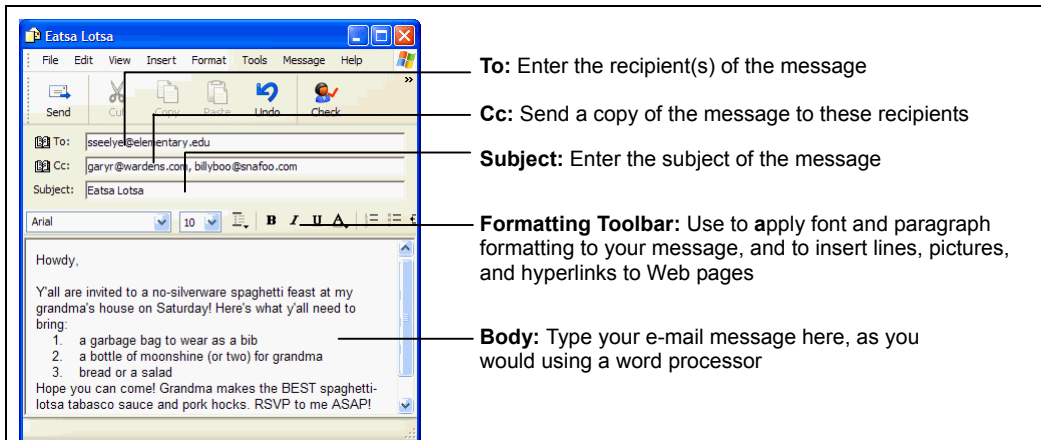 Eatsa Lotsa
File Edit View Insert Format Tools Message Help
»
Send Cut Copy Paste Undo Check
To: sseelye@elementary.edu
Cc: garyr@wardens.com, billyboo@snafoo.com
Subject: Eatsa Lotsa
Arial 10 B I U A
Howdy,
Y'all are invited to a no-silverware spaghetti feast at my
grandma's house on Saturday! Here's what y'all need to
bring:
1. a garbage bag to wear as a bib
2. a bottle of moonshine (or two) for grandma
3. bread or a salad
Hope you can come! Grandma makes the BEST spaghetti-
lotsa tabasco sauce and pork hocks. RSVP to me ASAP!
To: Enter the recipient(s) of the message
Cc: Send a copy of the message to these recipients
Subject: Enter the subject of the message
Formatting Toolbar: Use to apply font and paragraph
formatting to your message, and to insert lines, pictures,
and hyperlinks to Web pages
Body: Type your e-mail message here, as you
would using a word processor